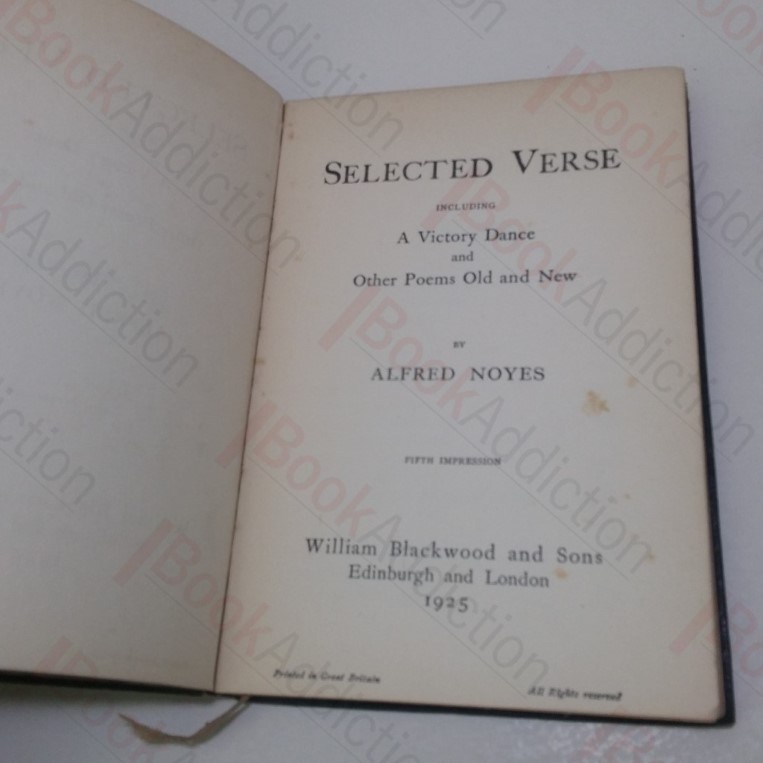 SELECTED VERSE
INCLUDING
A Victory Dance
and
Other Poems Old and New
BY
ALFRED NOYES
FIFTH IMPRESSION
William Blackwood and Sons
Edinburgh and London
1925
Printed in Great Britain
All Rights reserved
BookAddiction